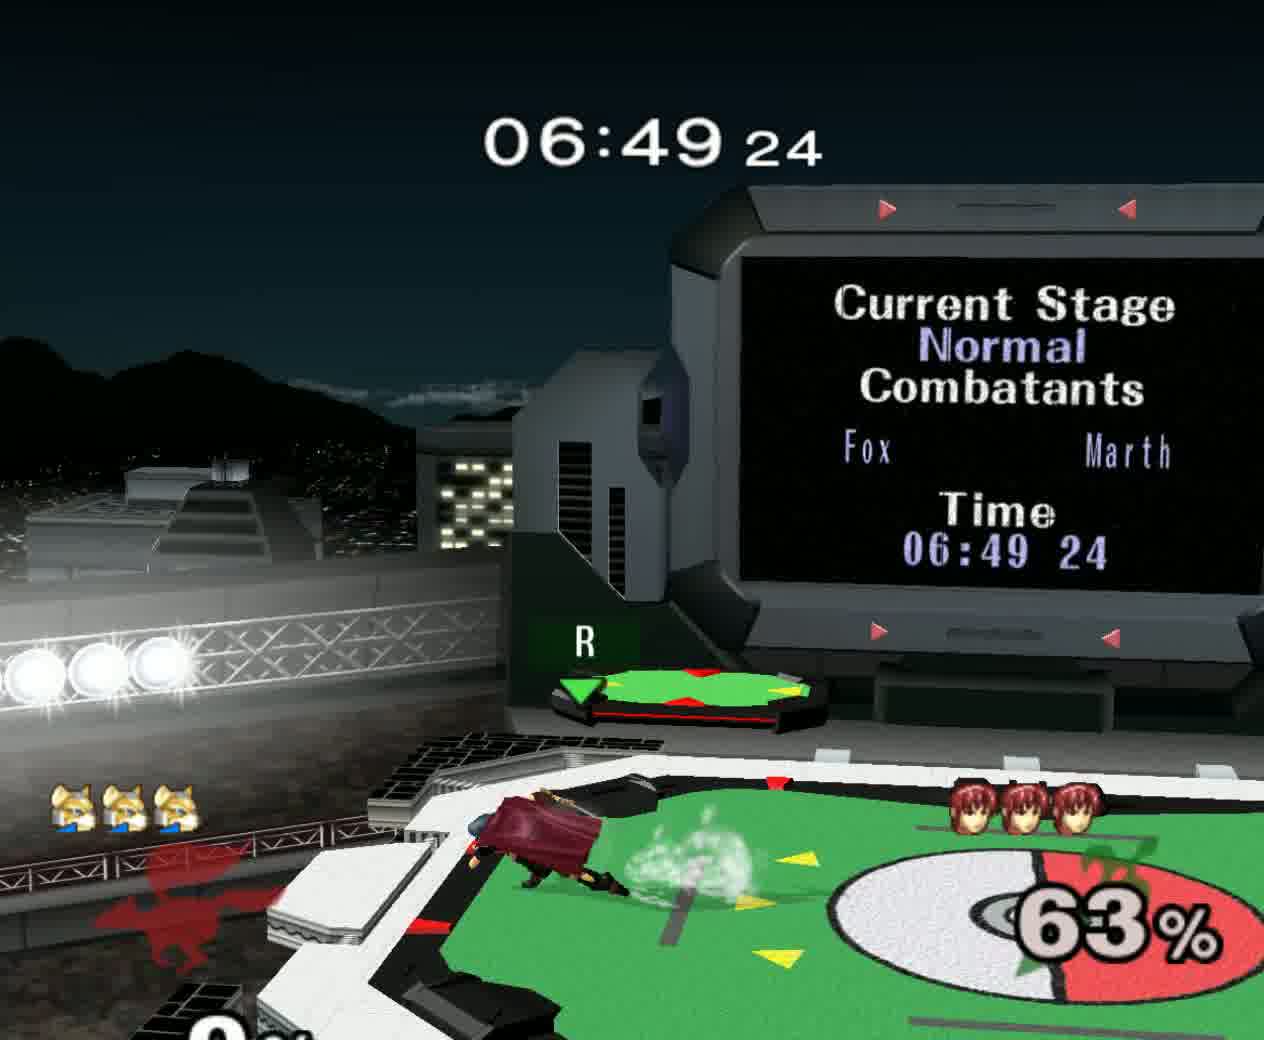 06:49 24
Current Stage
Normal
Combatants
Fox Marth
Time
06:49 24
R
63%